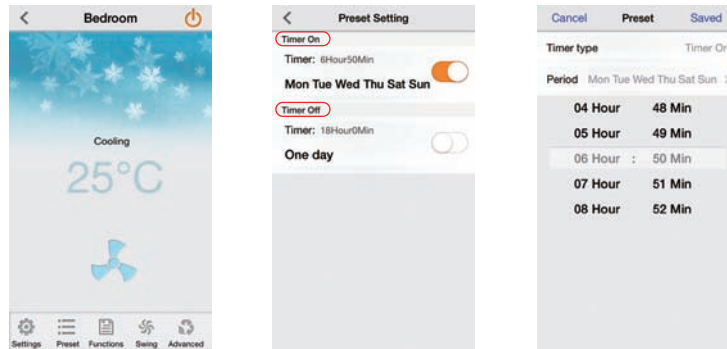 Bedroom
Cooling
25°C
Settings Preset Functions Swing Advanced
Preset Setting
Timer On
Timer: 6Hour50Min
Mon Tue Wed Thu Sat Sun
Timer Off
Timer: 18Hour0Min
One day
Cancel Preset Saved
Timer type Timer On
Period Mon Tue Wed Thu Sat Sun
04 Hour 48 Min
05 Hour 49 Min
06 Hour : 50 Min
07 Hour 51 Min
08 Hour 52 Min